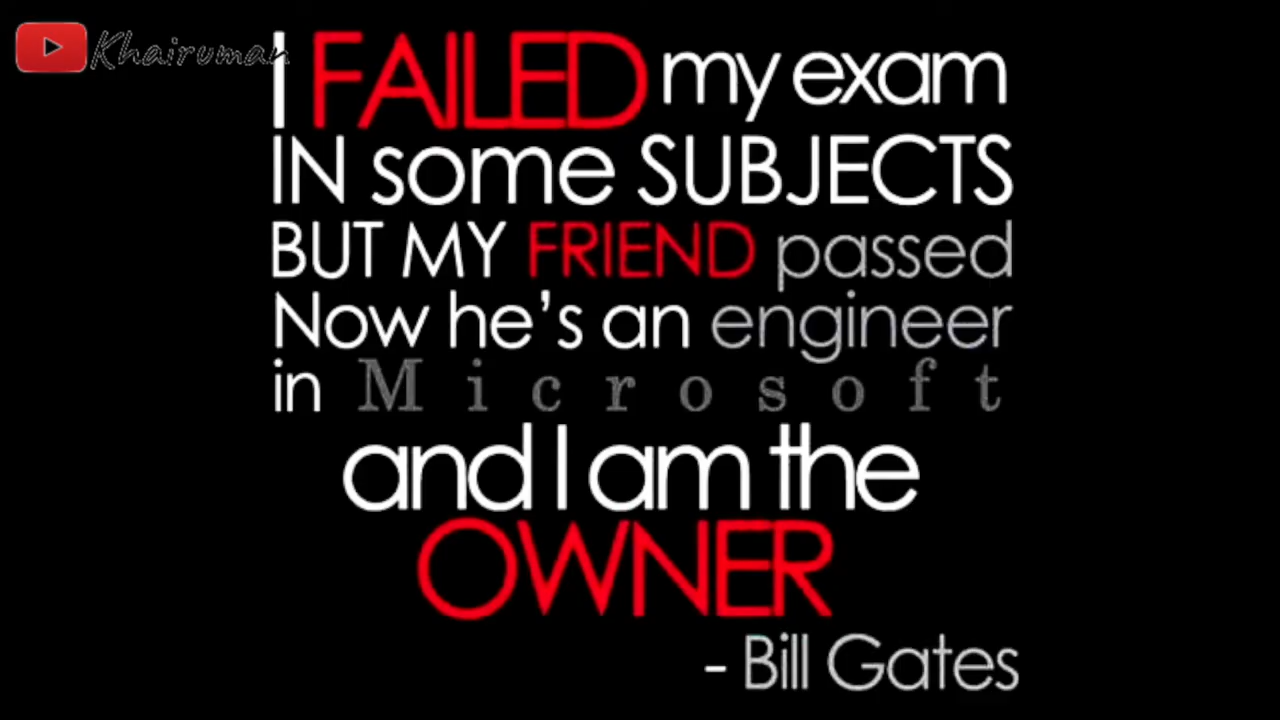 Khairuman
I FAILED my exam
IN some SUBJECTS
BUT MY FRIEND passed
Now he's an engineer
in Microsoft
and I am the
OWNER
- Bill Gates